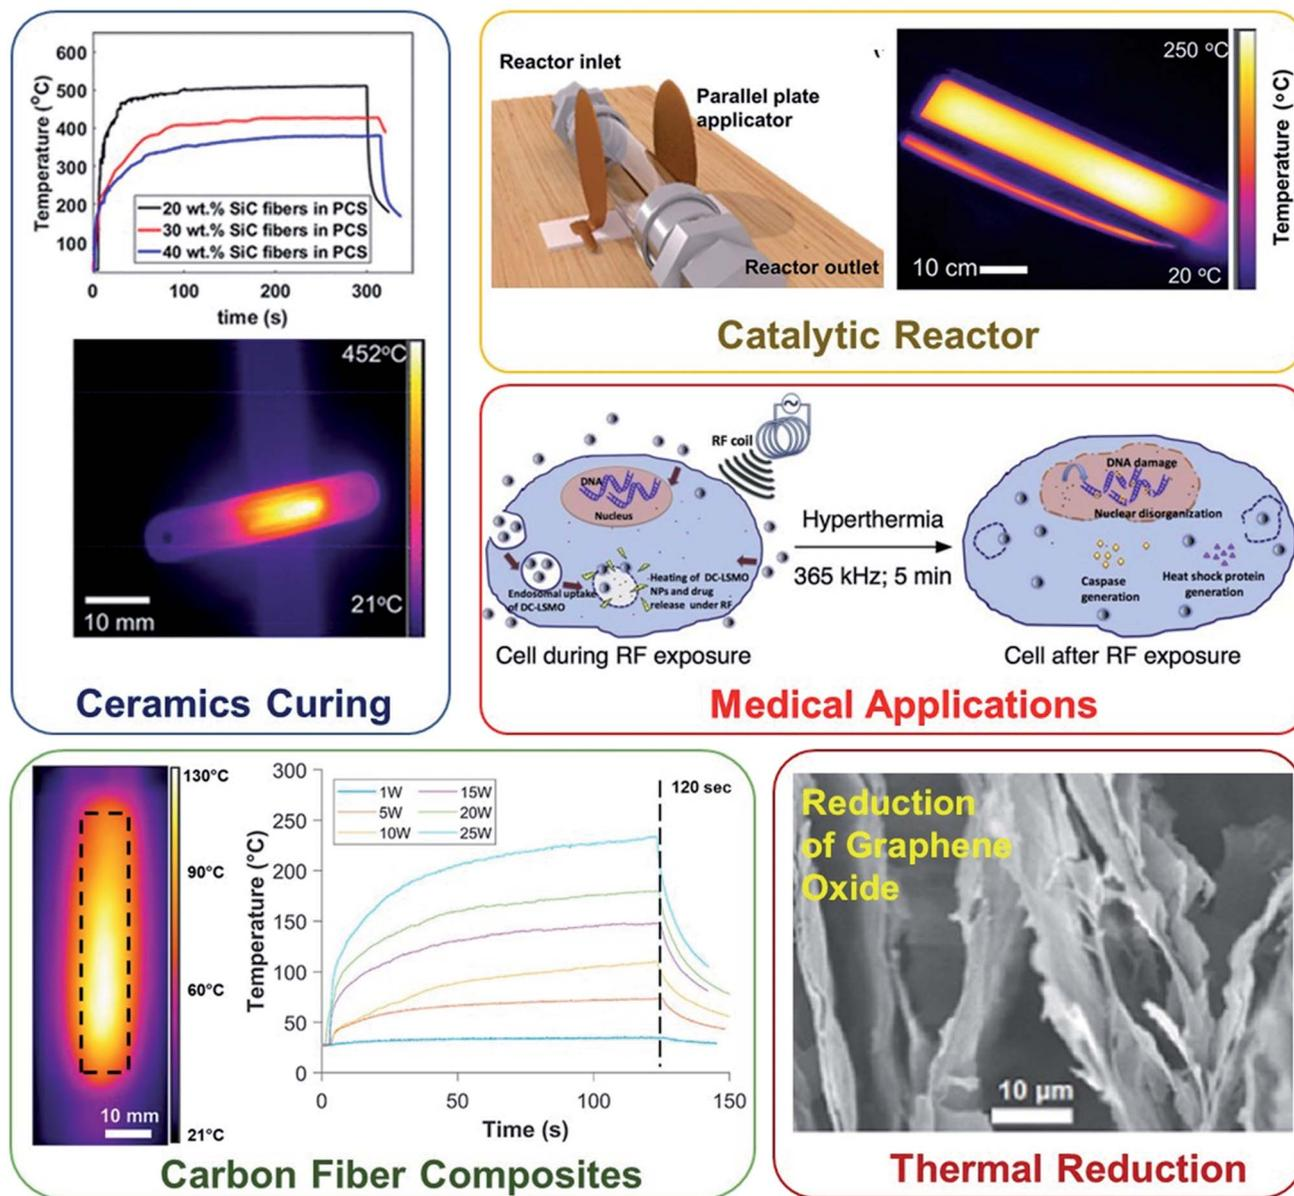 600
500
400
300
200
100
Temperature (°C)
20 wt.% SiC fibers in PCS
30 wt.% SiC fibers in PCS
40 wt.% SiC fibers in PCS
0 100 200 300
time (s)
452°C
21°C
10 mm
Ceramics Curing
Reactor inlet
Parallel plate
applicator
Reactor outlet
250 °C
20 °C
10 cm
Temperature (°C)
Catalytic Reactor
RF coil
DNA
Nucleus
Endosomal uptake
of DC-LSMO
Heating of DC-LSMO
NPs and drug
release under RF
Cell during RF exposure
Hyperthermia
365 kHz; 5 min
DNA damage
Nuclear disorganization
Caspase
generation
Heat shock protein
generation
Cell after RF exposure
Medical Applications
130°C
90°C
60°C
21°C
10 mm
300
250
200
150
100
50
0
Temperature (°C)
1W 15W
5W 20W
10W 25W
120 sec
0 50 100 150
Time (s)
Carbon Fiber Composites
Reduction
of Graphene
Oxide
10 µm
Thermal Reduction